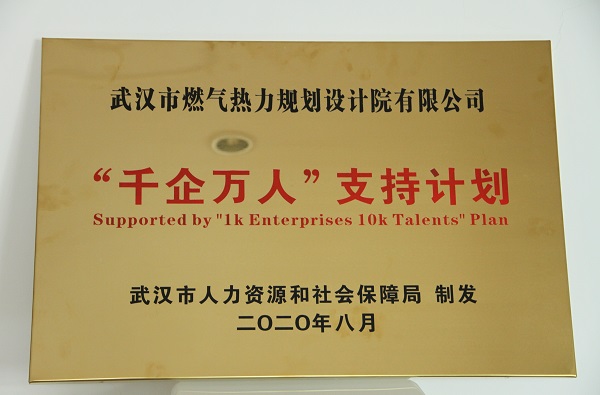 武汉市燃气热力规划设计院有限公司
“千企万人”支持计划
Supported by "1k Enterprises 10k Talents" Plan
武汉市人力资源和社会保障局 制发
二〇二〇年八月